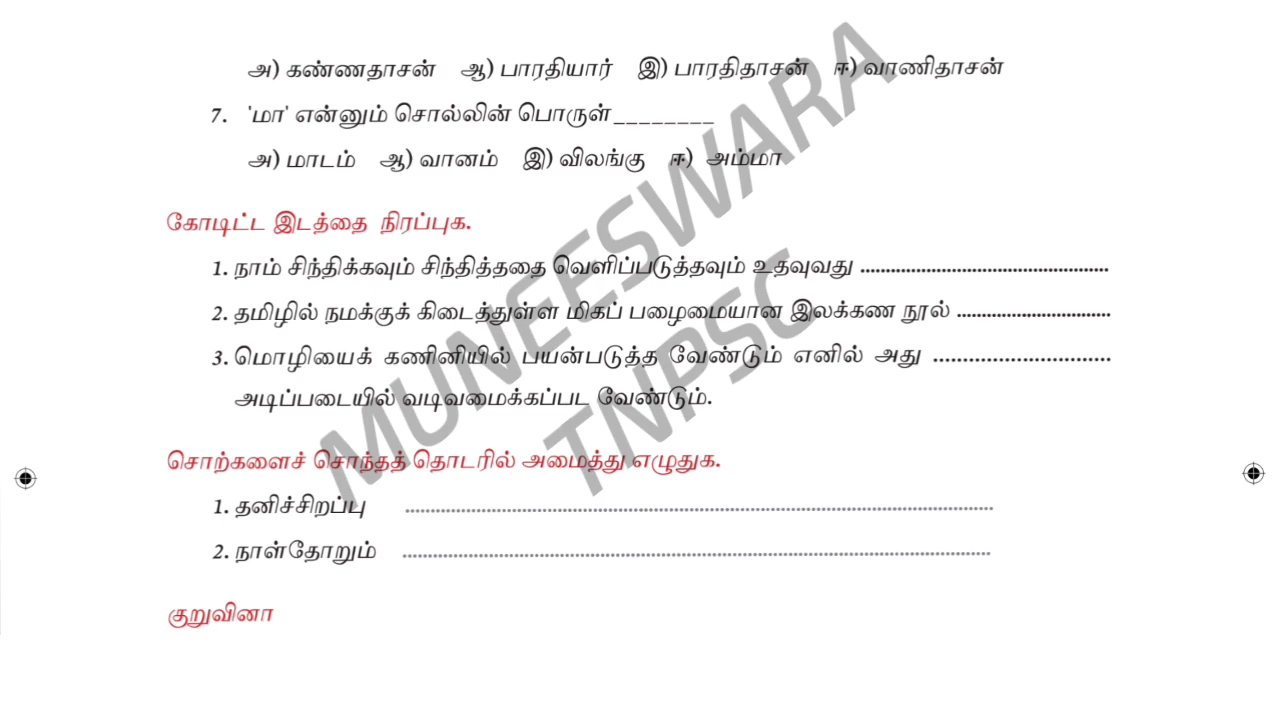 அ) கண்ணதாசன் ஆ) பாரதியார் இ) பாரதிதாசன் ஈ) வாணிதாசன்
7. 'மா' என்னும் சொல்லின் பொருள் ________
அ) மாடம் ஆ) வானம் இ) விலங்கு ஈ) அம்மா
கோடிட்ட இடத்தை நிரப்புக.
1. நாம் சிந்திக்கவும் சிந்தித்ததை வெளிப்படுத்தவும் உதவுவது ................................................
2. தமிழில் நமக்குக் கிடைத்துள்ள மிகப் பழைமையான இலக்கண நூல் ..............................
3. மொழியைக் கணினியில் பயன்படுத்த வேண்டும் எனில் அது ..............................
அடிப்படையில் வடிவமைக்கப்பட வேண்டும்.
சொற்களைச் சொந்தத் தொடரில் அமைத்து எழுதுக.
1. தனிச்சிறப்பு ................................................................................
2. நாள்தோறும் ................................................................................
குறுவினா
MUNEESWARA
TNPSC